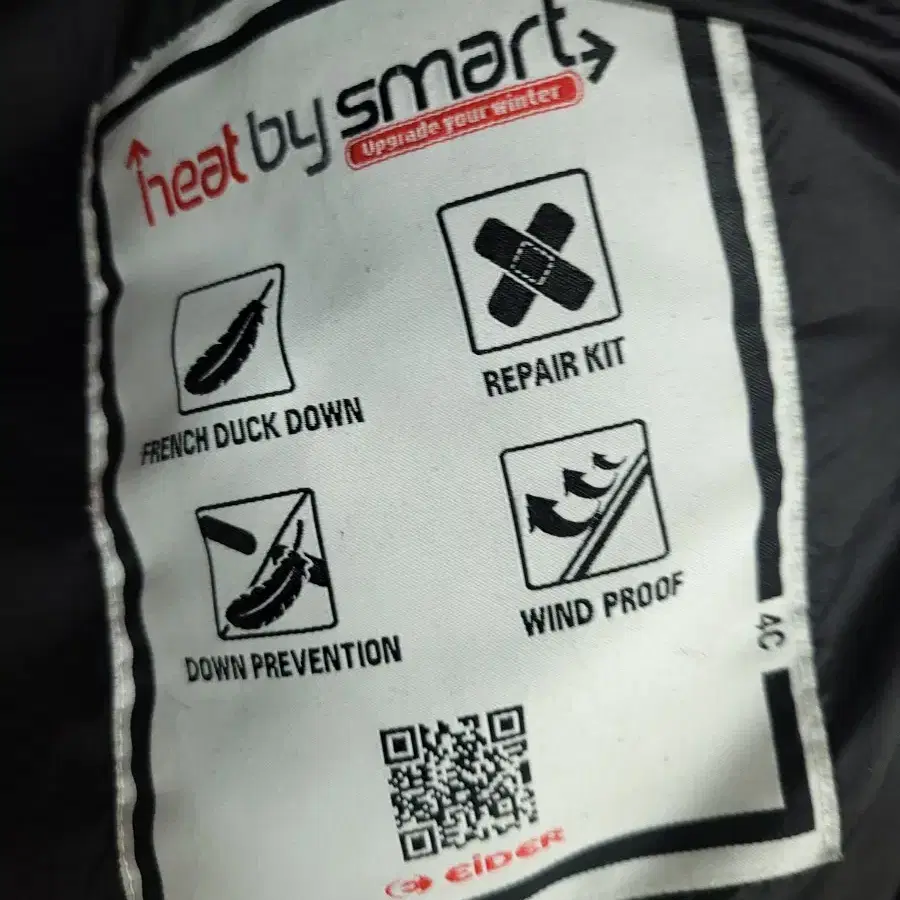 heat by smart
Upgrade your winter
REPAIR KIT
FRENCH DUCK DOWN
WIND PROOF
DOWN PREVENTION
4C
EiDER